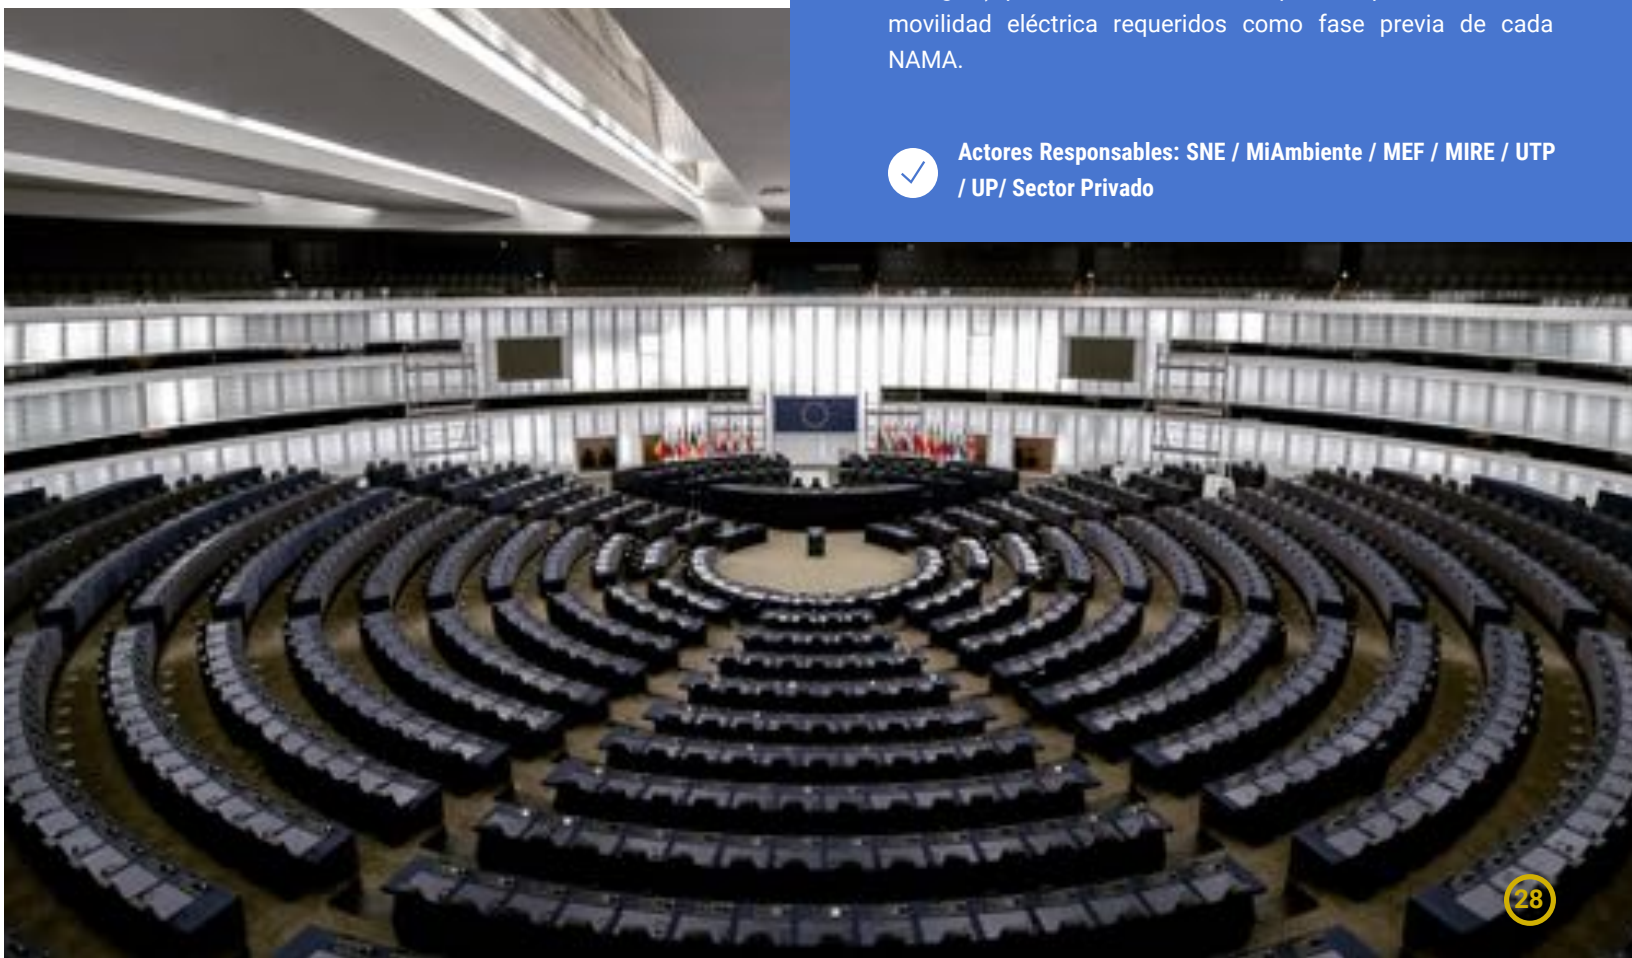 movilidad eléctrica requeridos como fase previa de cada
NAMA.
Actores Responsables: SNE / MiAmbiente / MEF / MIRE / UTP
/ UP/ Sector Privado
28